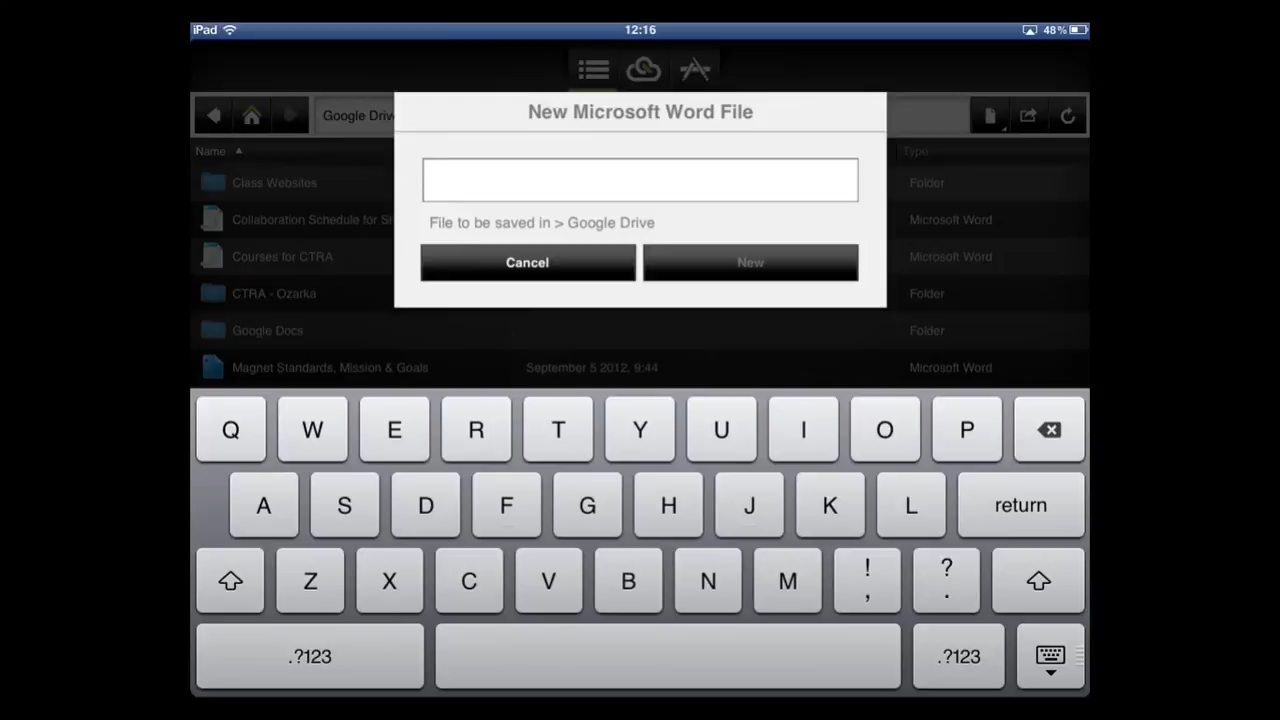 iPad 12:16 48%
New Microsoft Word File
Google Driv
Name Type
Class Websites Folder
File to be saved in > Google Drive
Collaboration Schedule for Sh Microsoft Word
Cancel New
Courses for CTRA Microsoft Word
CTRA - Ozarka Folder
Google Docs Folder
Magnet Standards, Mission & Goals September 5 2012, 9:44 Microsoft Word
Q W E R T Y U I O P
A S D F G H J K L return
Z X C V B N M ! , ? .
.?123 .?123